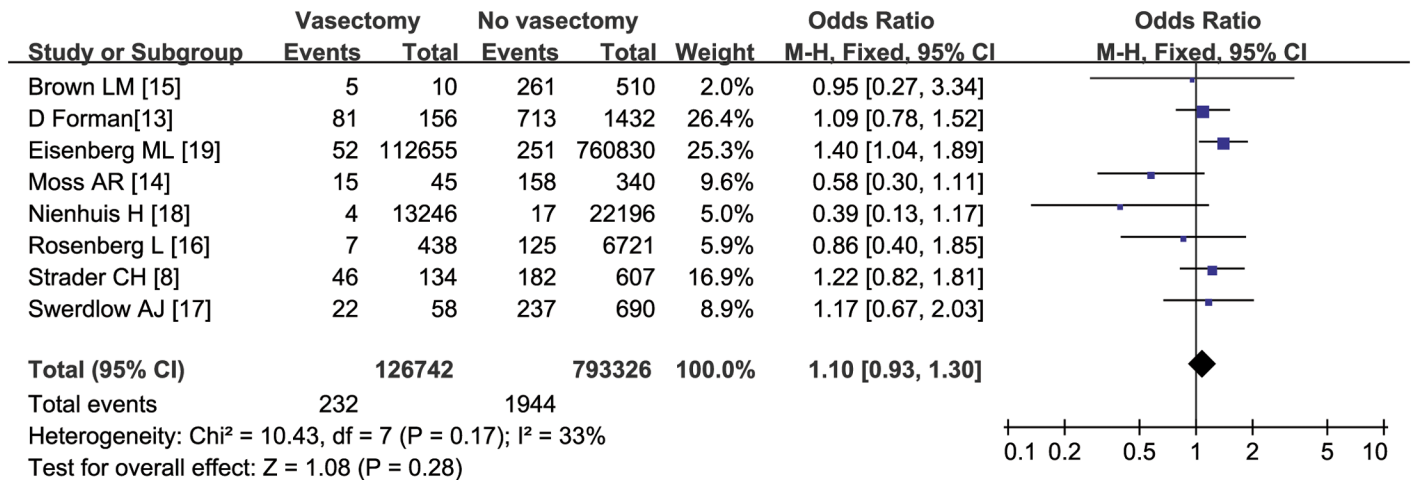 Vasectomy No vasectomy Odds Ratio Odds Ratio
Study or Subgroup Events Total Events Total Weight M-H, Fixed, 95% CI M-H, Fixed, 95% CI
Brown LM [15] 5 10 261 510 2.0% 0.95 [0.27, 3.34]
D Forman[13] 81 156 713 1432 26.4% 1.09 [0.78, 1.52]
Eisenberg ML [19] 52 112655 251 760830 25.3% 1.40 [1.04, 1.89]
Moss AR [14] 15 45 158 340 9.6% 0.58 [0.30, 1.11]
Nienhuis H [18] 4 13246 17 22196 5.0% 0.39 [0.13, 1.17]
Rosenberg L [16] 7 438 125 6721 5.9% 0.86 [0.40, 1.85]
Strader CH [8] 46 134 182 607 16.9% 1.22 [0.82, 1.81]
Swerdlow AJ [17] 22 58 237 690 8.9% 1.17 [0.67, 2.03]
Total (95% CI) 126742 793326 100.0% 1.10 [0.93, 1.30]
Total events 232 1944
Heterogeneity: Chi² = 10.43, df = 7 (P = 0.17); I² = 33%
Test for overall effect: Z = 1.08 (P = 0.28)
0.1 0.2 0.5 1 2 5 10